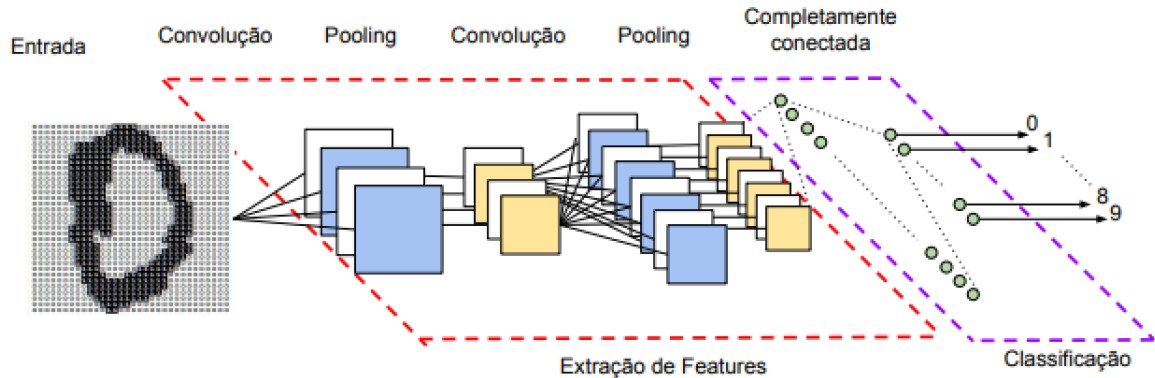 Entrada
Convolução
Pooling
Convolução
Pooling
Completamente
conectada
0
1
8
9
Extração de Features
Classificação